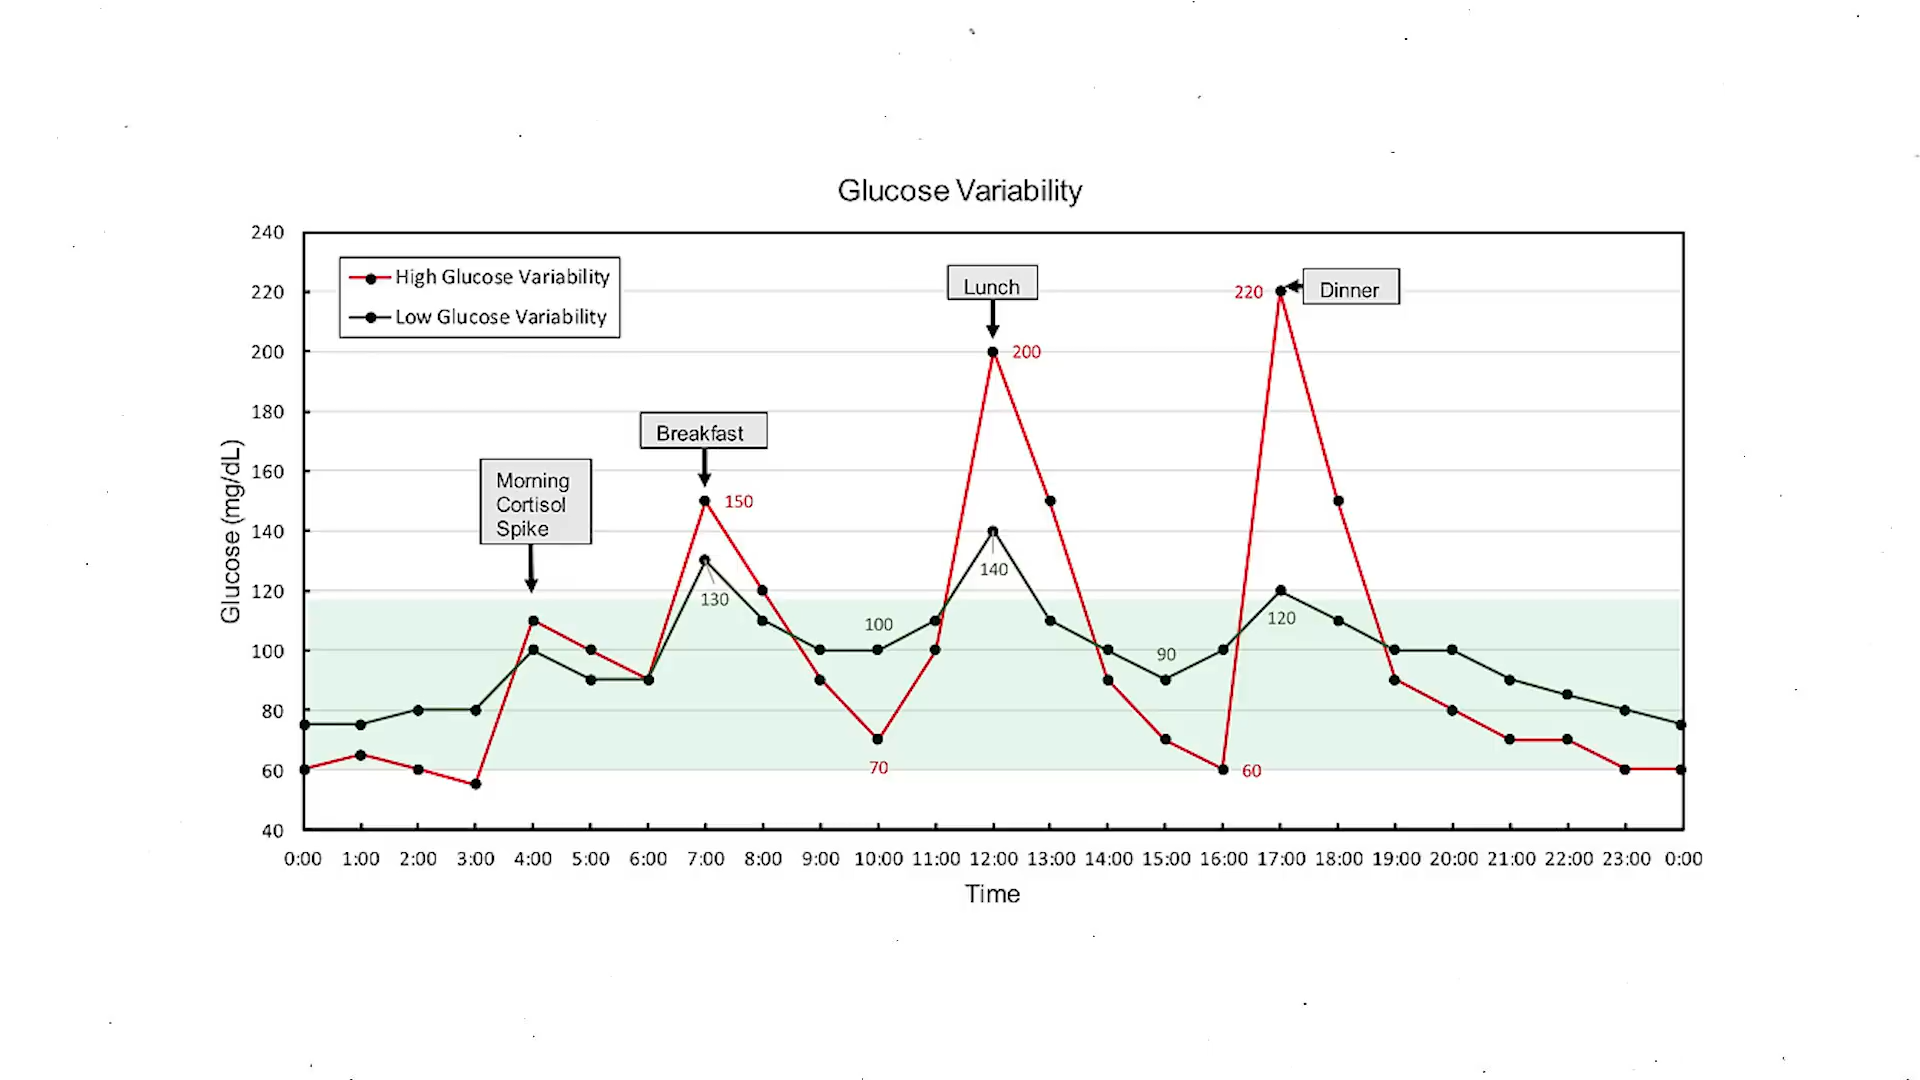 Glucose Variability
240
220
200
180
160
140
120
100
80
60
40
Glucose (mg/dL)
High Glucose Variability
Low Glucose Variability
Morning
Cortisol
Spike
Breakfast
Lunch
Dinner
150
130
100
70
200
140
90
60
220
120
0:00 1:00 2:00 3:00 4:00 5:00 6:00 7:00 8:00 9:00 10:00 11:00 12:00 13:00 14:00 15:00 16:00 17:00 18:00 19:00 20:00 21:00 22:00 23:00 0:00
Time